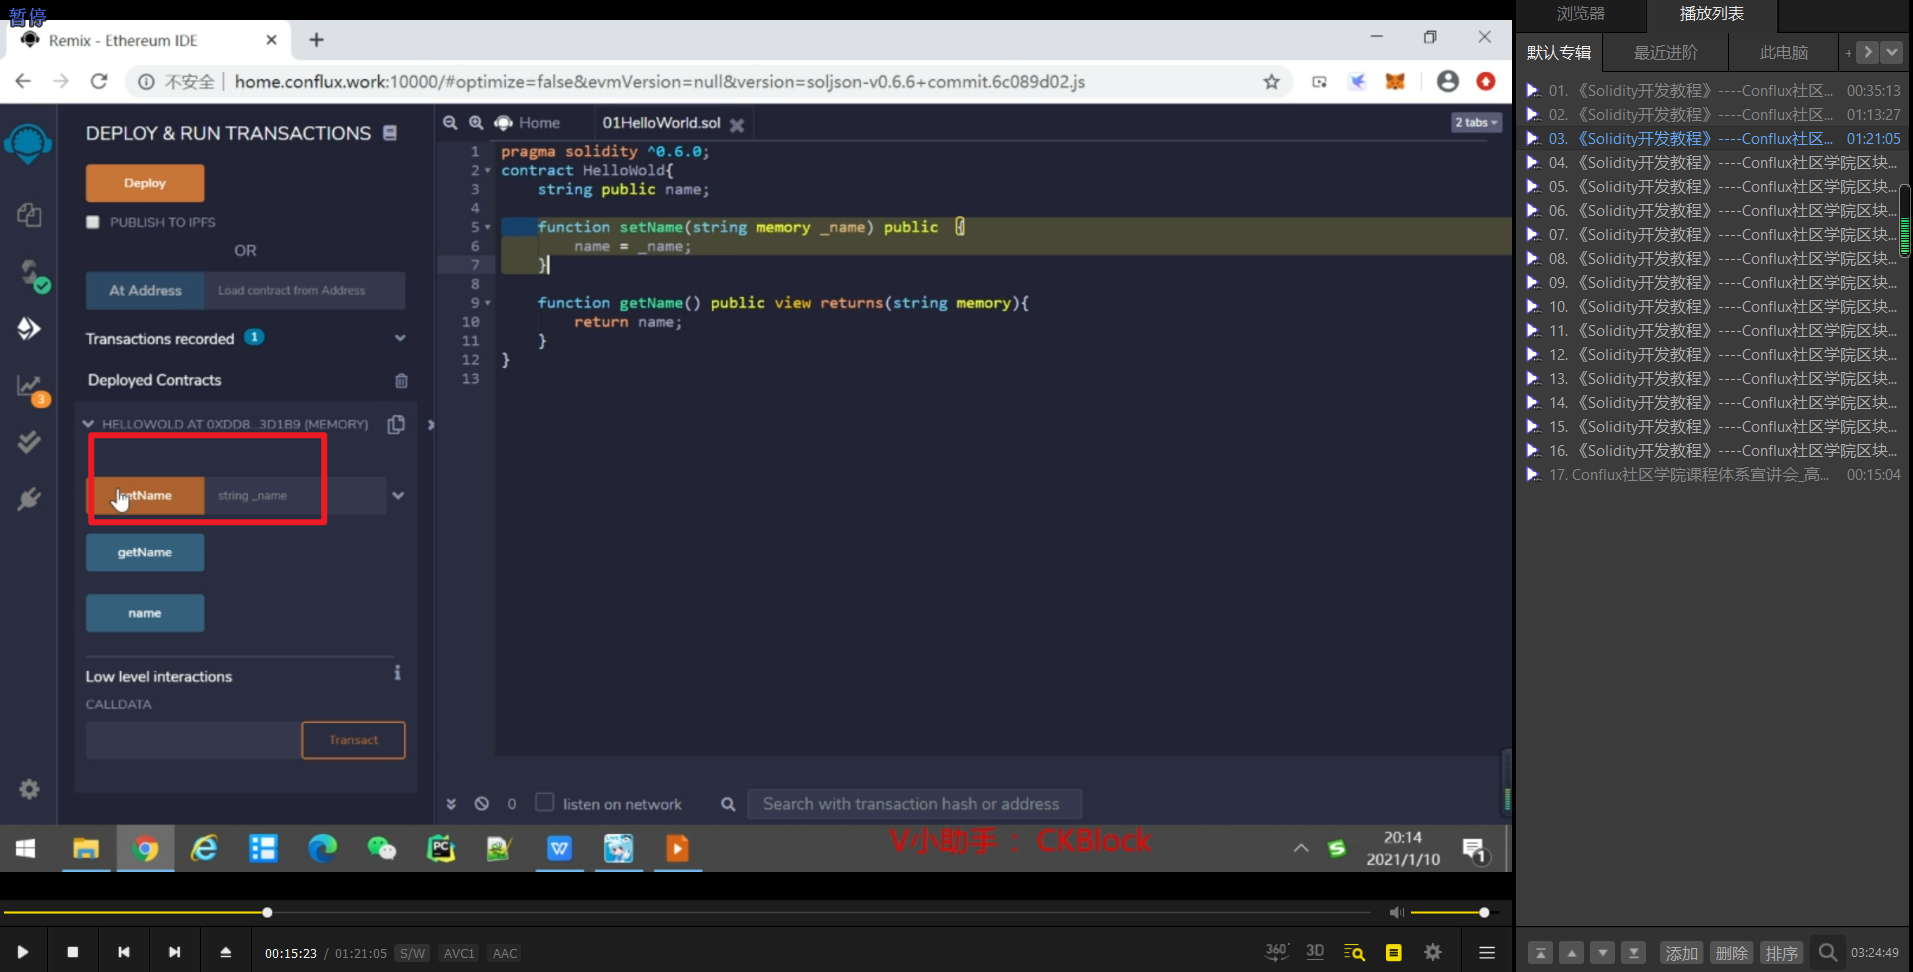 暂停
Remix - Ethereum IDE
不安全 | home.conflux.work:10000/#optimize=false&evmVersion=null&version=soljson-v0.6.6+commit.6c089d02.js
DEPLOY & RUN TRANSACTIONS
Deploy
PUBLISH TO IPFS
OR
At Address Load contract from Address
Transactions recorded 1
Deployed Contracts
3
HELLOWOLD AT 0XDD8...3D1B9 (MEMORY)
etName string _name
getName
name
Low level interactions
CALLDATA
Transact
Home 01HelloWorld.sol 2 tabs
1 pragma solidity ^0.6.0;
2 contract HelloWold{
3 string public name;
4
5 function setName(string memory _name) public {
6 name = _name;
7 }
8
9 function getName() public view returns(string memory){
10 return name;
11 }
12 }
13
0 listen on network Search with transaction hash or address
V小助手： CKBlock
20:14
2021/1/10
1
00:15:23 / 01:21:05 S/W AVC1 AAC
360° 3D
浏览器 播放列表
默认专辑 最近进阶 此电脑 +
01. 《Solidity开发教程》----Conflux社区... 00:35:13
02. 《Solidity开发教程》----Conflux社区... 01:13:27
03. 《Solidity开发教程》----Conflux社区... 01:21:05
04. 《Solidity开发教程》----Conflux社区学院区块...
05. 《Solidity开发教程》----Conflux社区学院区块...
06. 《Solidity开发教程》----Conflux社区学院区块...
07. 《Solidity开发教程》----Conflux社区学院区块...
08. 《Solidity开发教程》----Conflux社区学院区块...
09. 《Solidity开发教程》----Conflux社区学院区块...
10. 《Solidity开发教程》----Conflux社区学院区块...
11. 《Solidity开发教程》----Conflux社区学院区块...
12. 《Solidity开发教程》----Conflux社区学院区块...
13. 《Solidity开发教程》----Conflux社区学院区块...
14. 《Solidity开发教程》----Conflux社区学院区块...
15. 《Solidity开发教程》----Conflux社区学院区块...
16. 《Solidity开发教程》----Conflux社区学院区块...
17. Conflux社区学院课程体系宣讲会_高... 00:15:04
添加 删除 排序 03:24:49